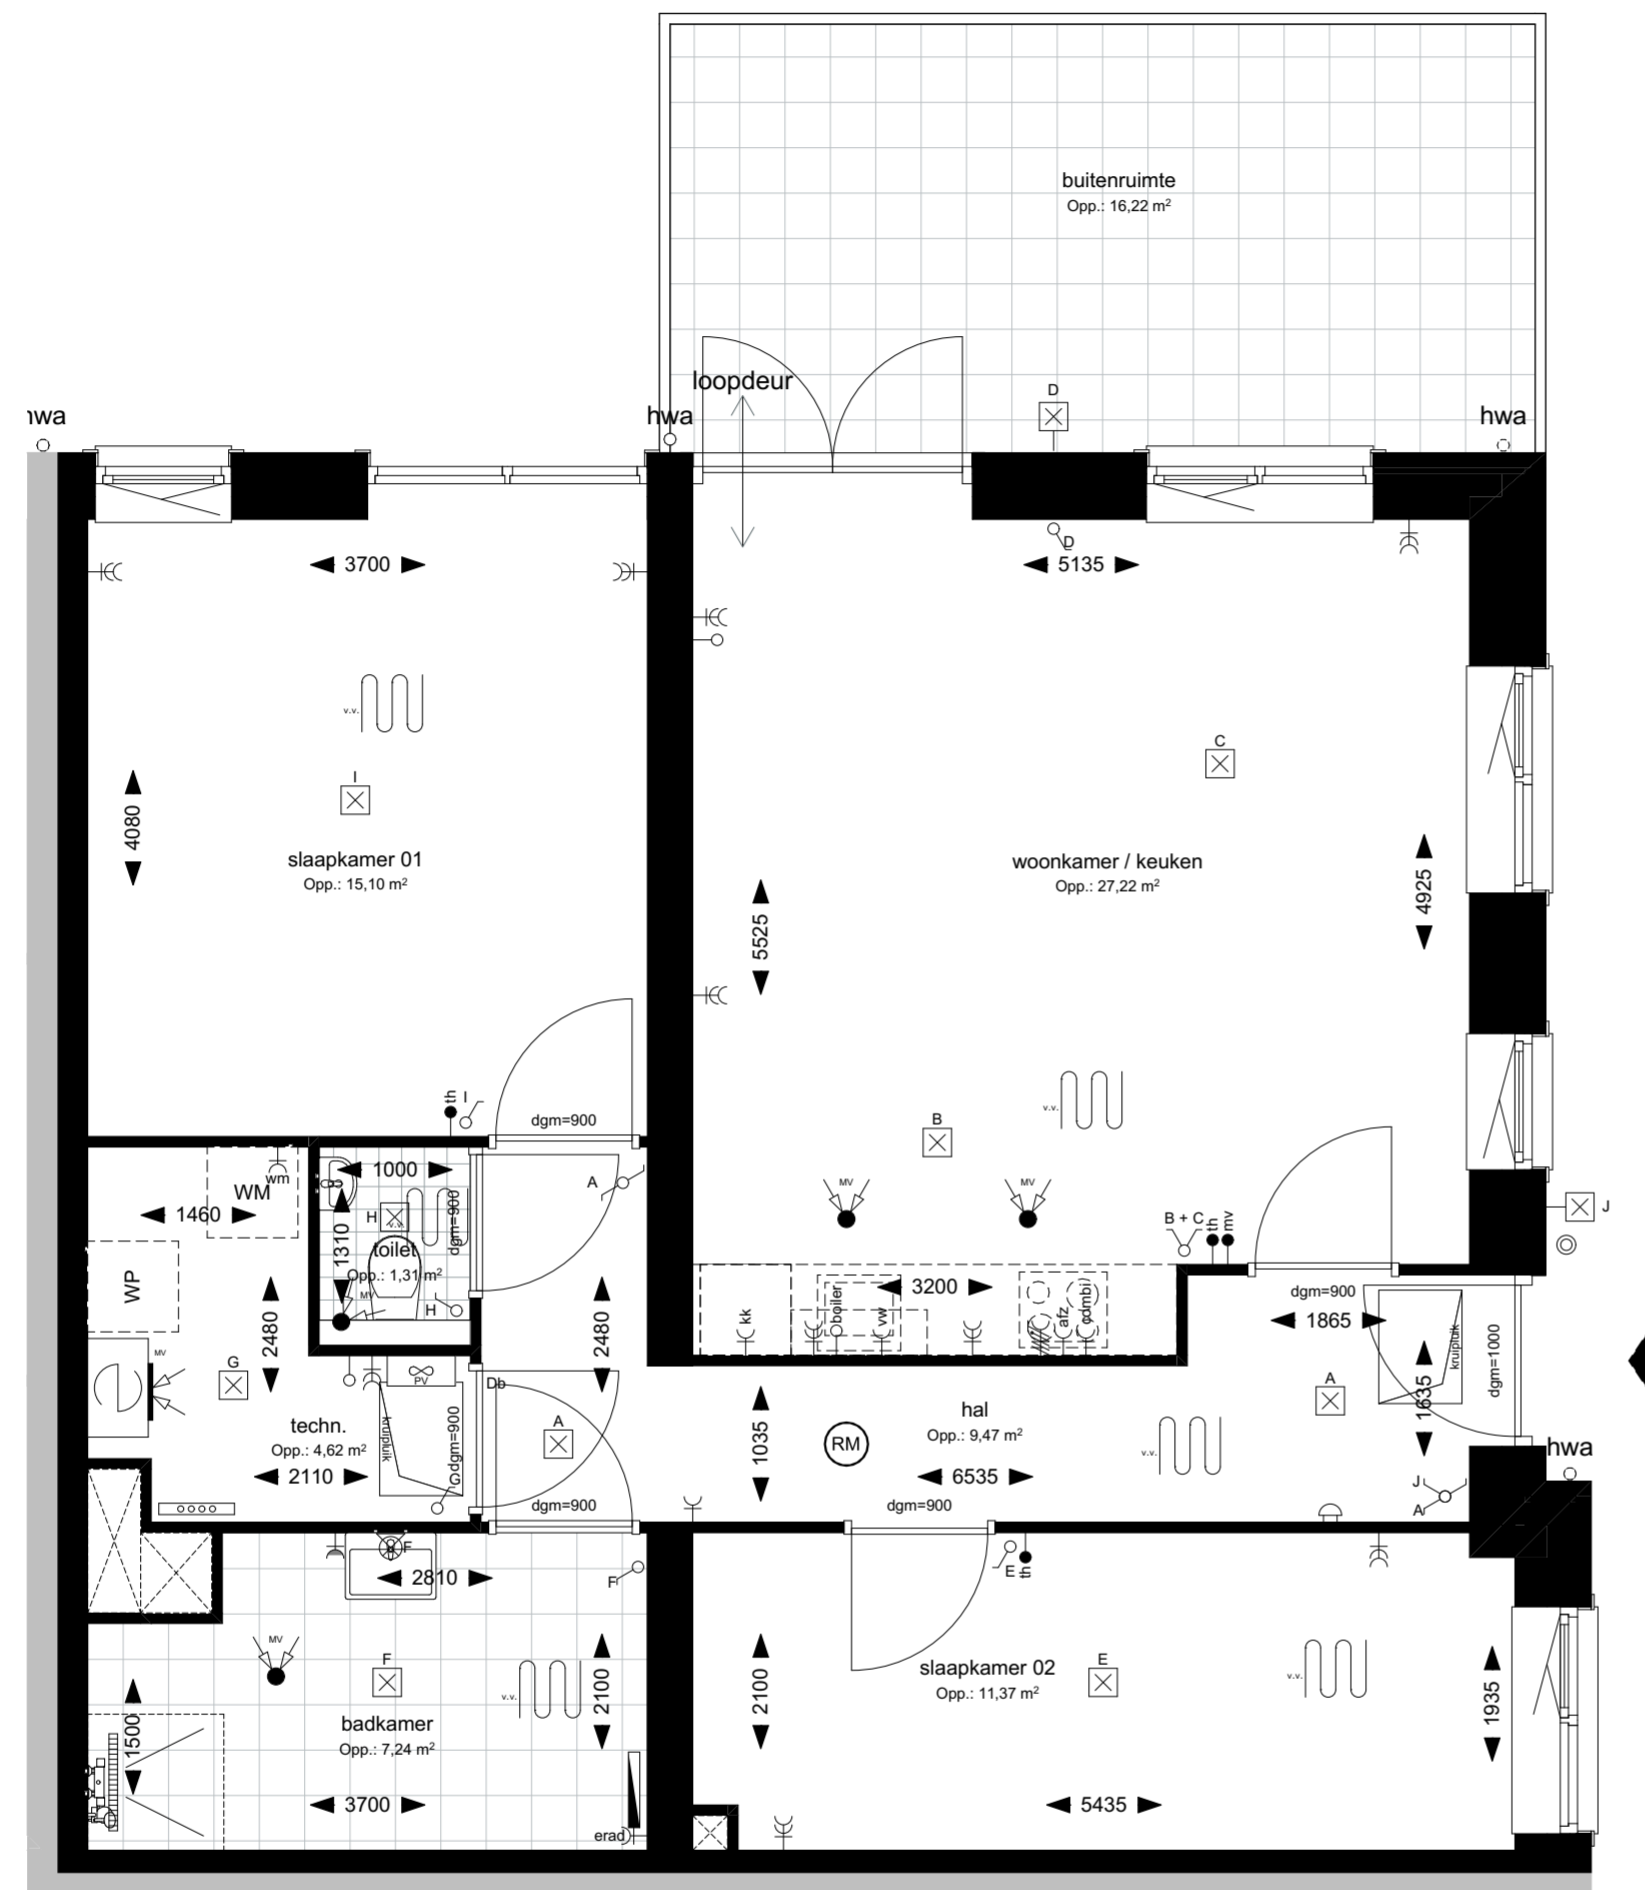 buitenruimte
Opp.: 16,22 m²
loopdeur
hwa
hwa
D
hwa
D
3700
5135
v.v.
I
C
4080
slaapkamer 01
Opp.: 15,10 m²
woonkamer / keuken
Opp.: 27,22 m²
4925
5525
v.v.
th
I
dgm=900
B
wm
WM
1000
A
MV
MV
1460
H
v.v.
dgm=900
B + C
th
mv
J
1310
toilet
Opp.: 1,31 m²
WP
MV
H
kk
boiler
vw
3200
afz
combi
dgm=900
1865
kruipluik
2480
2480
MV
G
PV
Db
A
1635
dgm=1000
A
techn.
Opp.: 4,62 m²
2110
kruipluik
dgm=900
G
1035
RM
hal
Opp.: 9,47 m²
6535
v.v.
hwa
J
A
dgm=900
dgm=900
F
2810
F
E
th
MV
F
v.v.
2100
2100
slaapkamer 02
Opp.: 11,37 m²
E
v.v.
1935
1500
badkamer
Opp.: 7,24 m²
3700
5435
erad